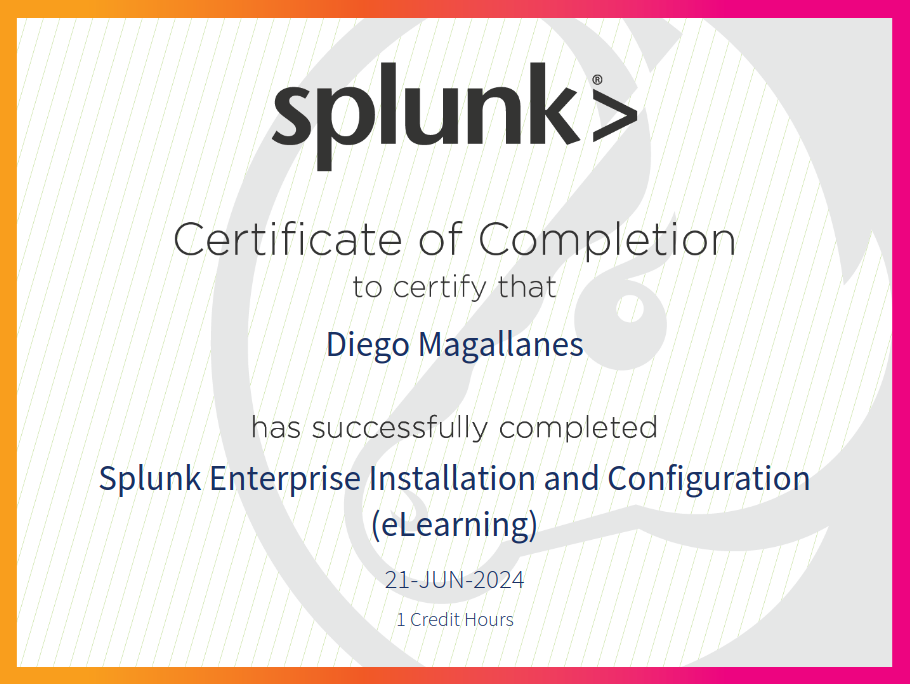 splunk>®
Certificate of Completion
to certify that
Diego Magallanes
has successfully completed
Splunk Enterprise Installation and Configuration
(eLearning)
21-JUN-2024
1 Credit Hours